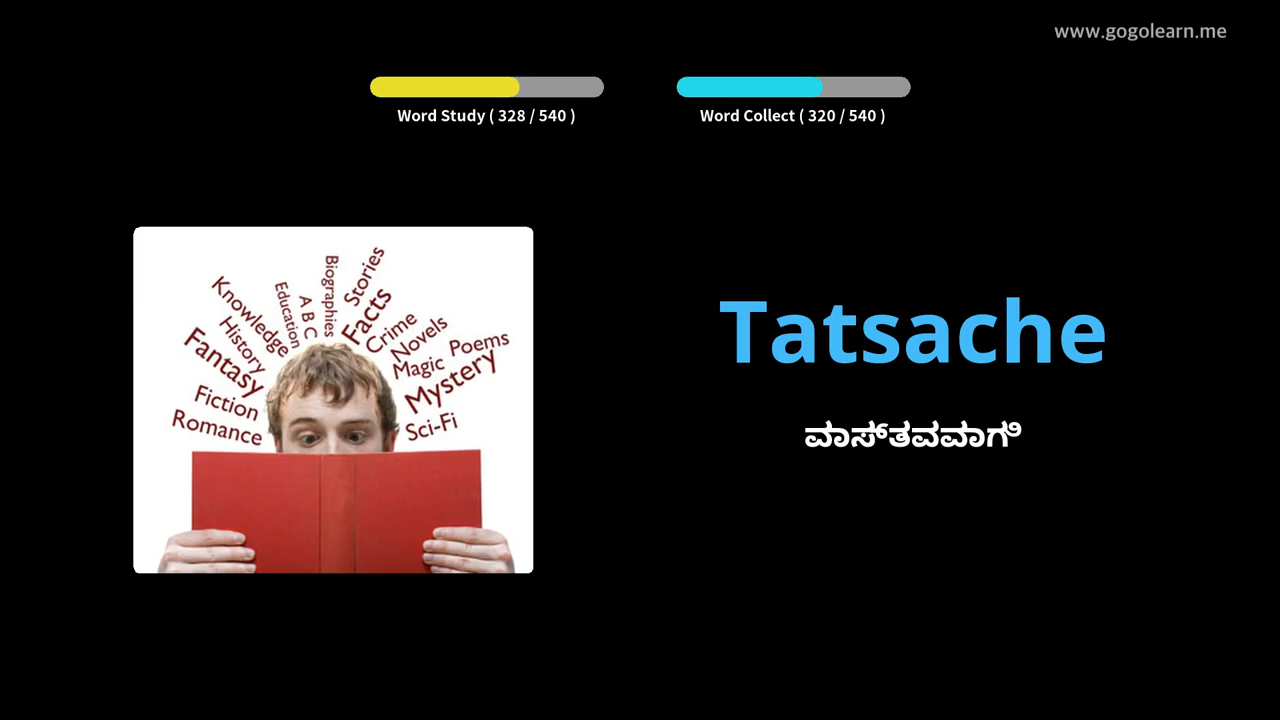 www.gogolearn.me
Word Study ( 328 / 540 )
Word Collect ( 320 / 540 )
Biographies
Stories
Education
A B C
Facts
Knowledge
Crime
History
Novels
Poems
Fantasy
Magic
Mystery
Fiction
Romance
Sci-Fi
Tatsache
ವಾಸ್ತವವಾಗಿ